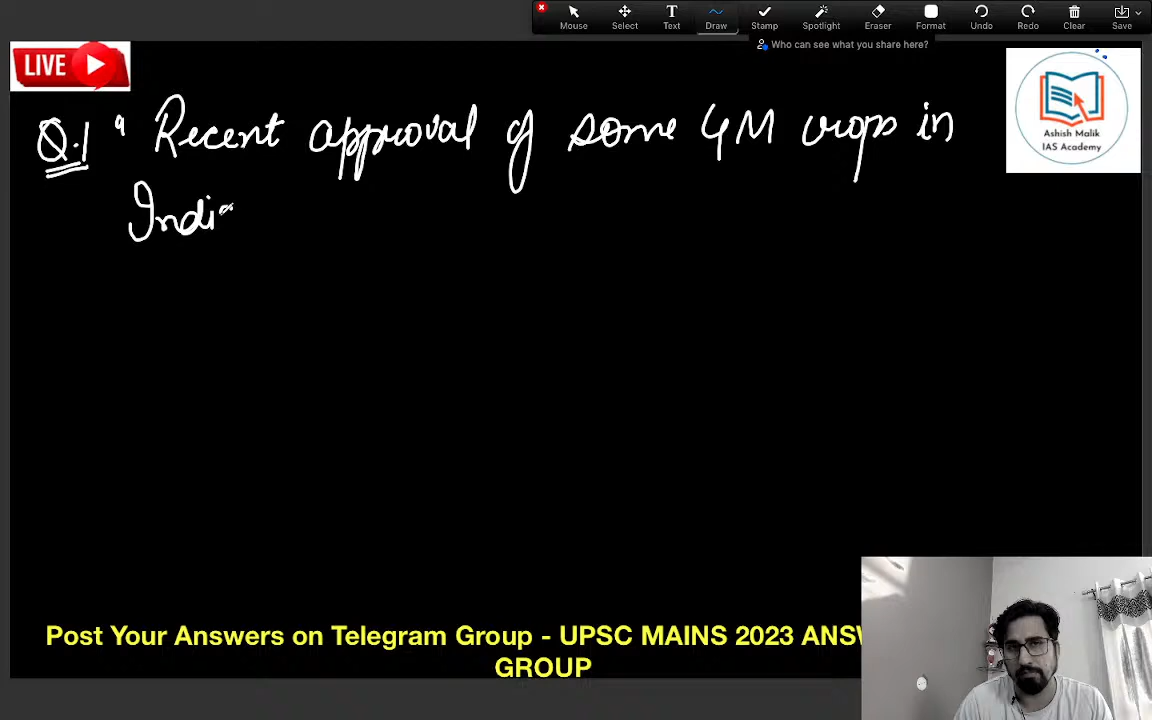 Mouse Select Text Draw Stamp Spotlight Eraser Format Undo Redo Clear Save
Who can see what you share here?
LIVE
Ashish Malik
IAS Academy
Q.1 " Recent approval of some GM crops in
India
Post Your Answers on Telegram Group - UPSC MAINS 2023 ANSW
GROUP